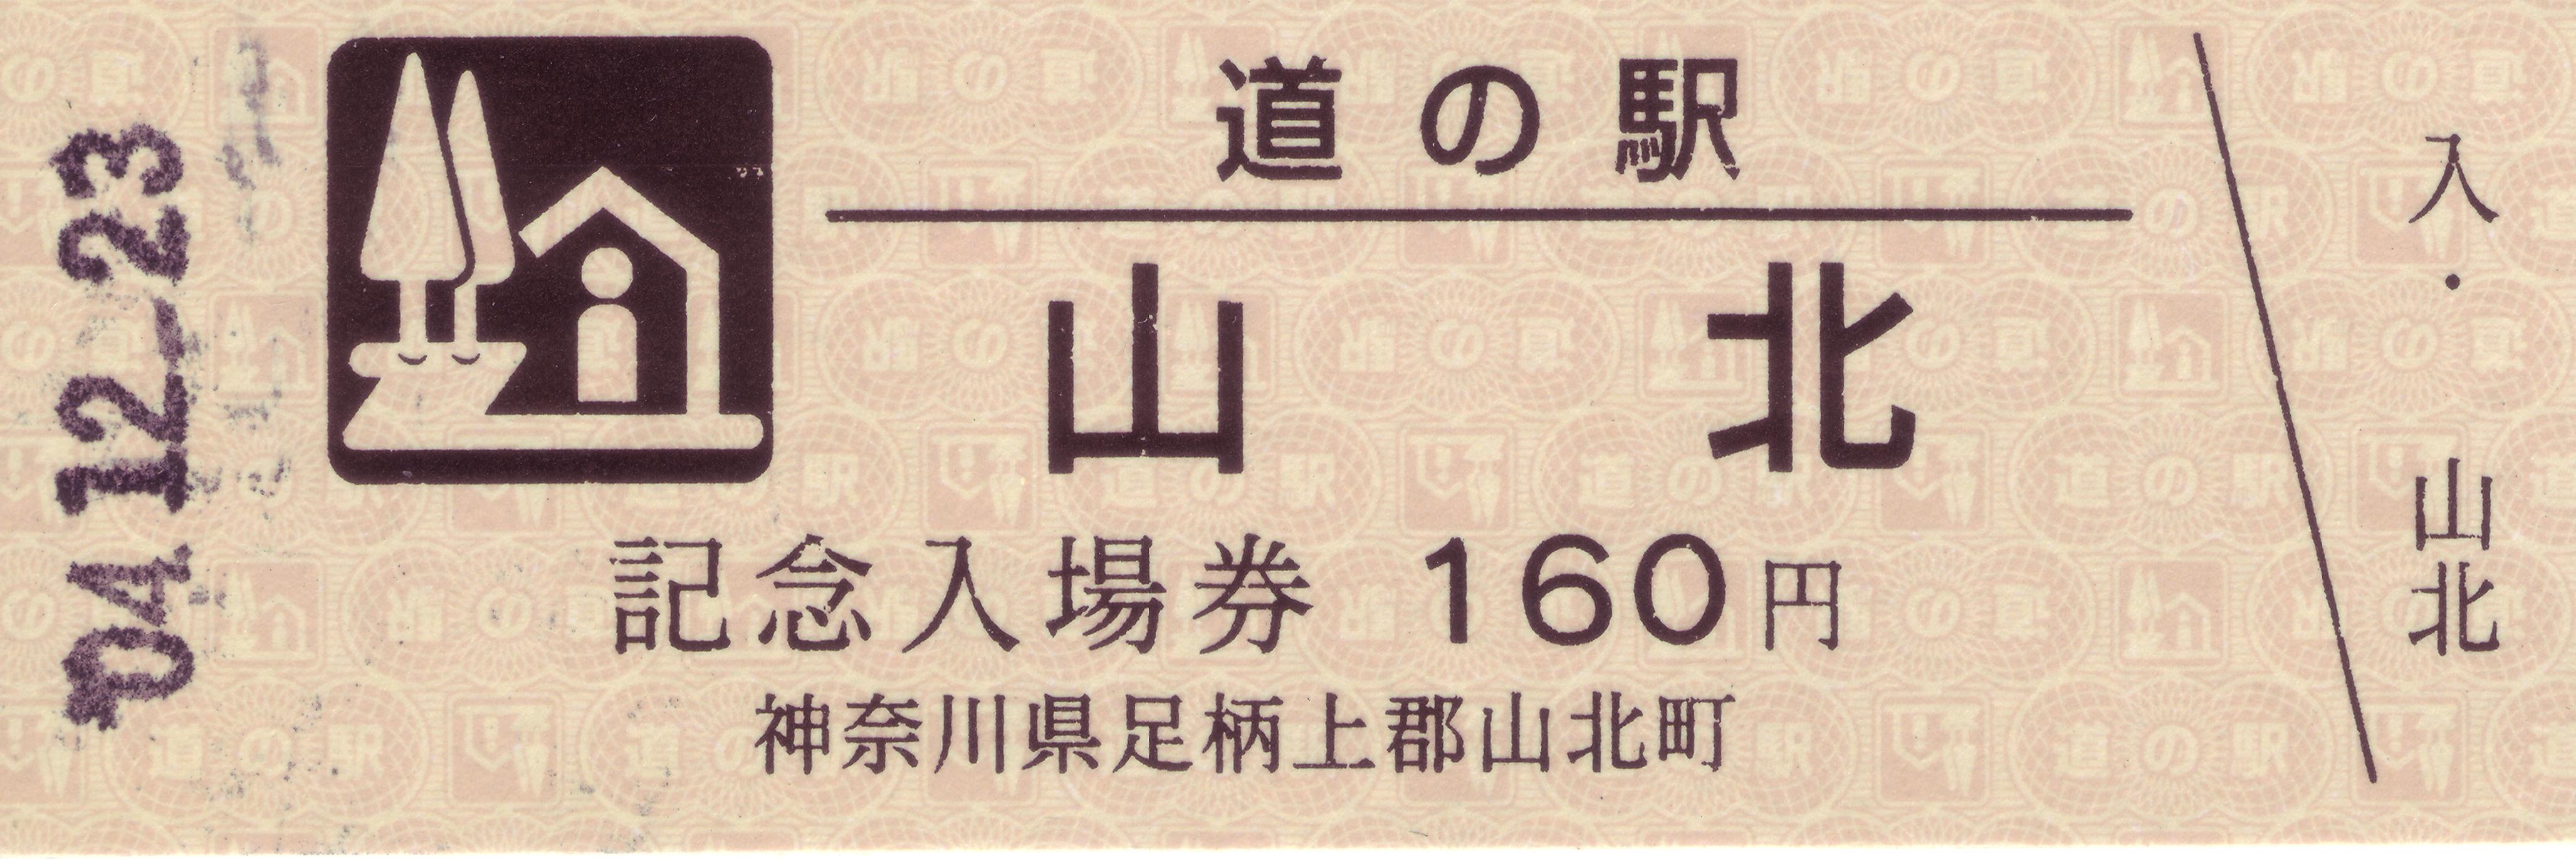 '04.12.23
道の駅
山北
記念入場券 160円
神奈川県足柄上郡山北町
入・山北